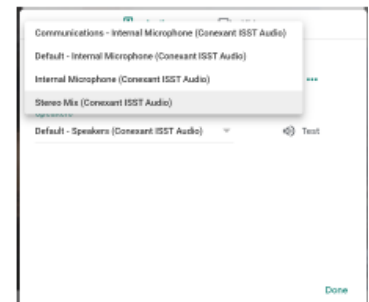 Communications - Internal Microphone (Conexant ISST Audio)
Default - Internal Microphone (Conexant ISST Audio)
Internal Microphone (Conexant ISST Audio)
Stereo Mix (Conexant ISST Audio)
Default - Speakers (Conexant ISST Audio)
Test
Done